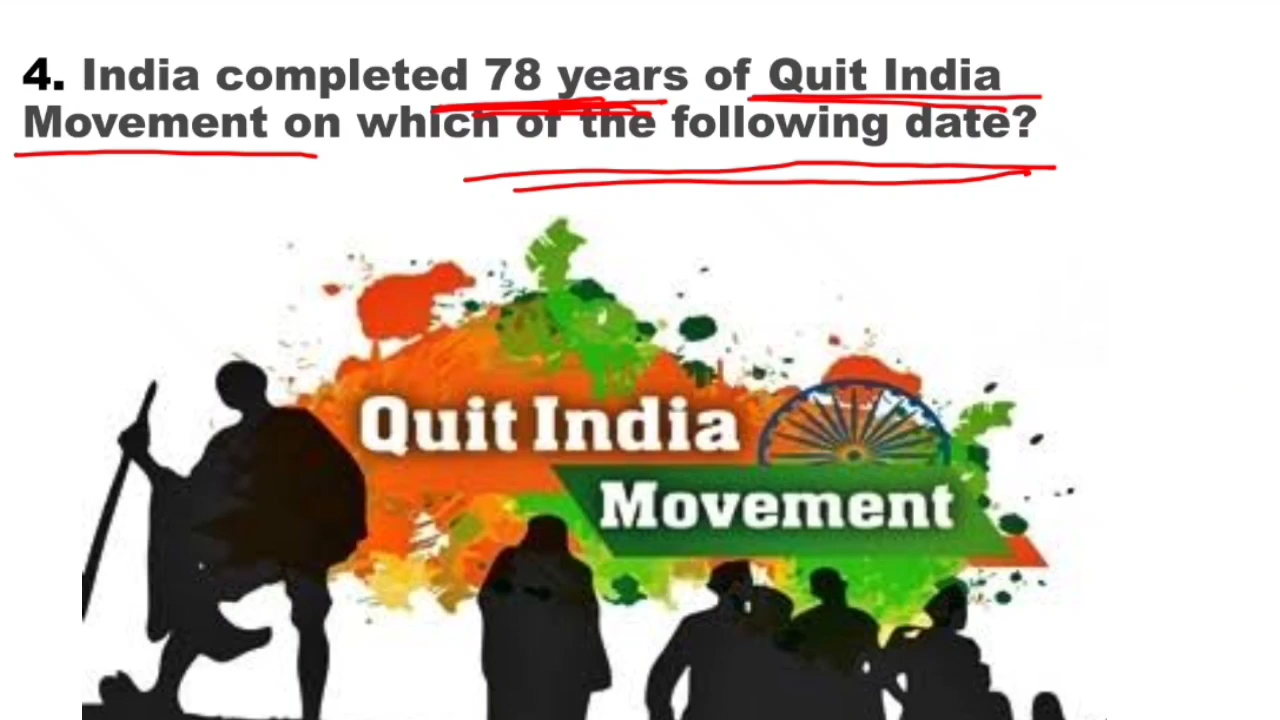 4. India completed 78 years of Quit India
Movement on which of the following date?
Quit India
Movement